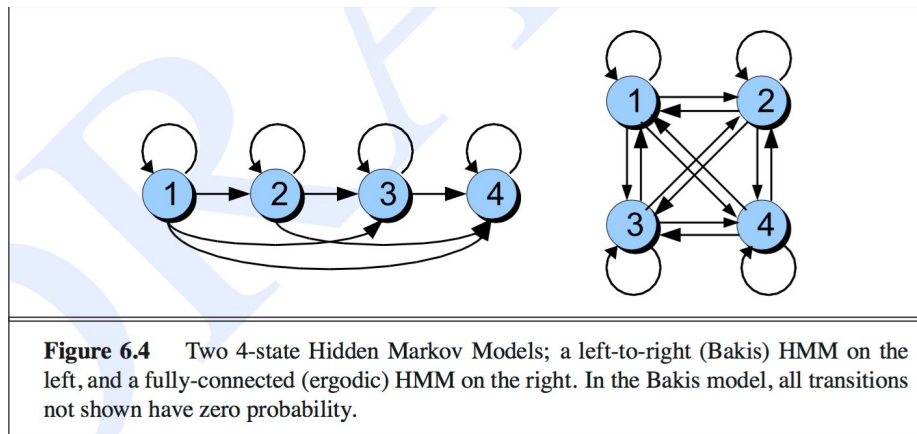 1 2 3 4
1 2
3 4
Figure 6.4 Two 4-state Hidden Markov Models; a left-to-right (Bakis) HMM on the
left, and a fully-connected (ergodic) HMM on the right. In the Bakis model, all transitions
not shown have zero probability.